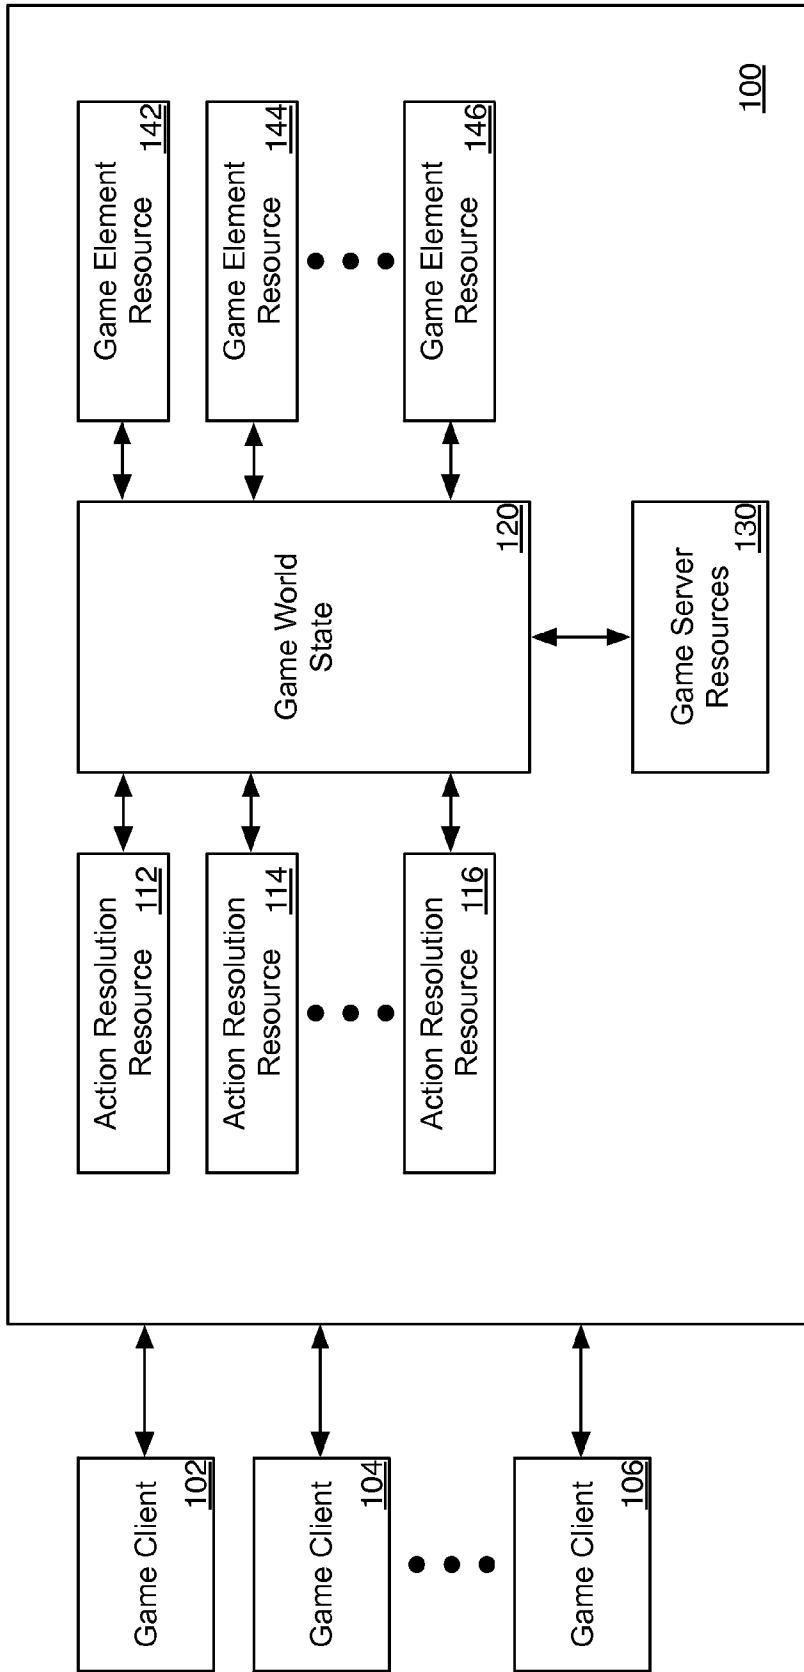 Game Client
102
Game Client
104
Game Client
106
Action Resolution
Resource
112
Action Resolution
Resource
114
Action Resolution
Resource
116
Game World
State
120
Game Server
Resources
130
Game Element
Resource
142
Game Element
Resource
144
Game Element
Resource
146
100